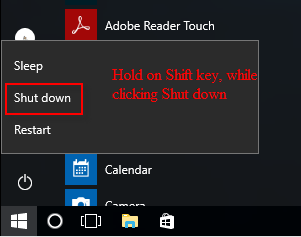 Adobe Reader Touch
Sleep
Hold on Shift key, while
clicking Shut down
Shut down
Restart
Calendar
Camera